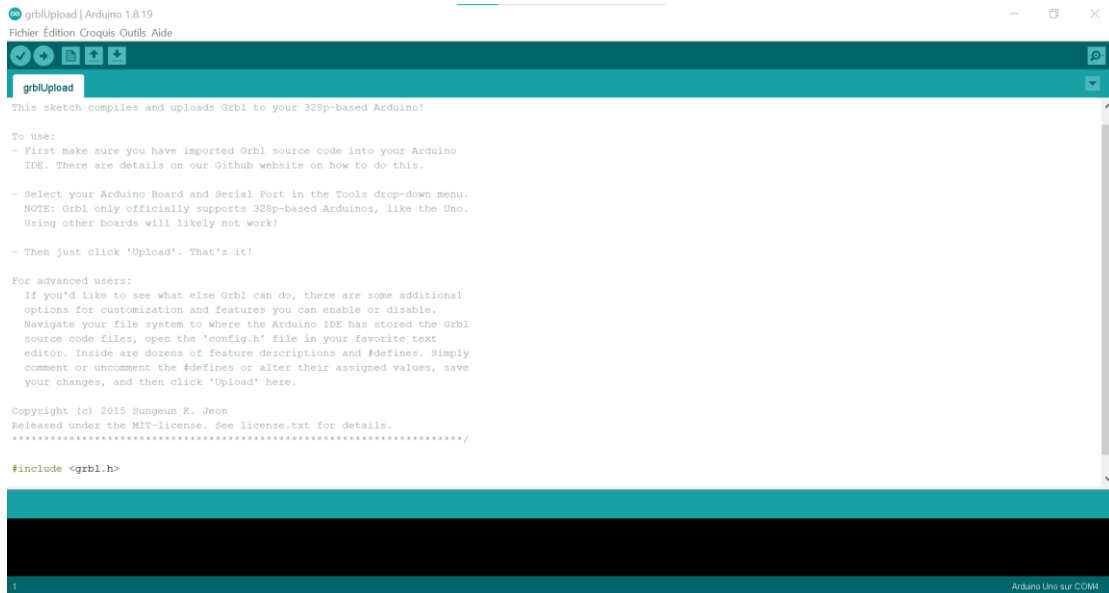 grblUpload | Arduino 1.8.19
Fichier Édition Croquis Outils Aide
grblUpload
This sketch compiles and uploads Grbl to your 328p-based Arduino!
To use:
- First make sure you have imported Grbl source code into your Arduino
IDE. There are details on our Github website on how to do this.
- Select your Arduino Board and Serial Port in the Tools drop-down menu.
NOTE: Grbl only officially supports 328p-based Arduinos, like the Uno.
Using other boards will likely not work!
- Then just click 'Upload'. That's it!
For advanced users:
If you'd like to see what else Grbl can do, there are some additional
options for customization and features you can enable or disable.
Navigate your file system to where the Arduino IDE has stored the Grbl
source code files, open the 'config.h' file in your favorite text
editor. Inside are dozens of feature descriptions and #defines. Simply
comment or uncomment the #defines or alter their assigned values, save
your changes, and then click 'Upload' here.
Copyright (c) 2015 Sungeun K. Jeon
Released under the MIT-license. See license.txt for details.
***********************************************************************/
#include <grbl.h>
1
Arduino Uno sur COM4